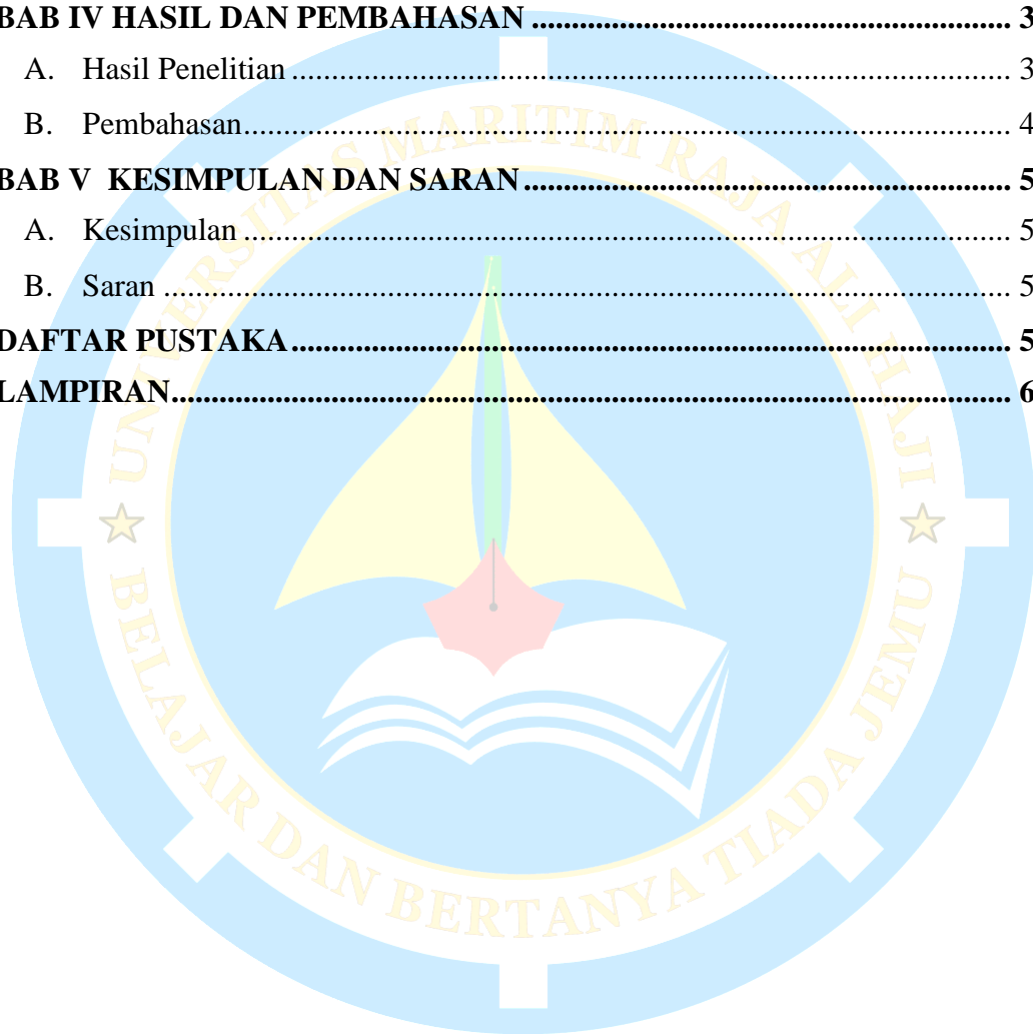 BAB IV HASIL DAN PEMBAHASAN ........................................................... 3
A. Hasil Penelitian ......................................................................................... 3
B. Pembahasan................................................................................................ 4
BAB V  KESIMPULAN DAN SARAN ............................................................ 5
A. Kesimpulan ................................................................................................ 5
B. Saran .......................................................................................................... 5
DAFTAR PUSTAKA .......................................................................................... 5
LAMPIRAN......................................................................................................... 6
UNIVERSITAS MARITIM RAJA ALI HAJI
BELAJAR DAN BERTANYA TIADA JEMU